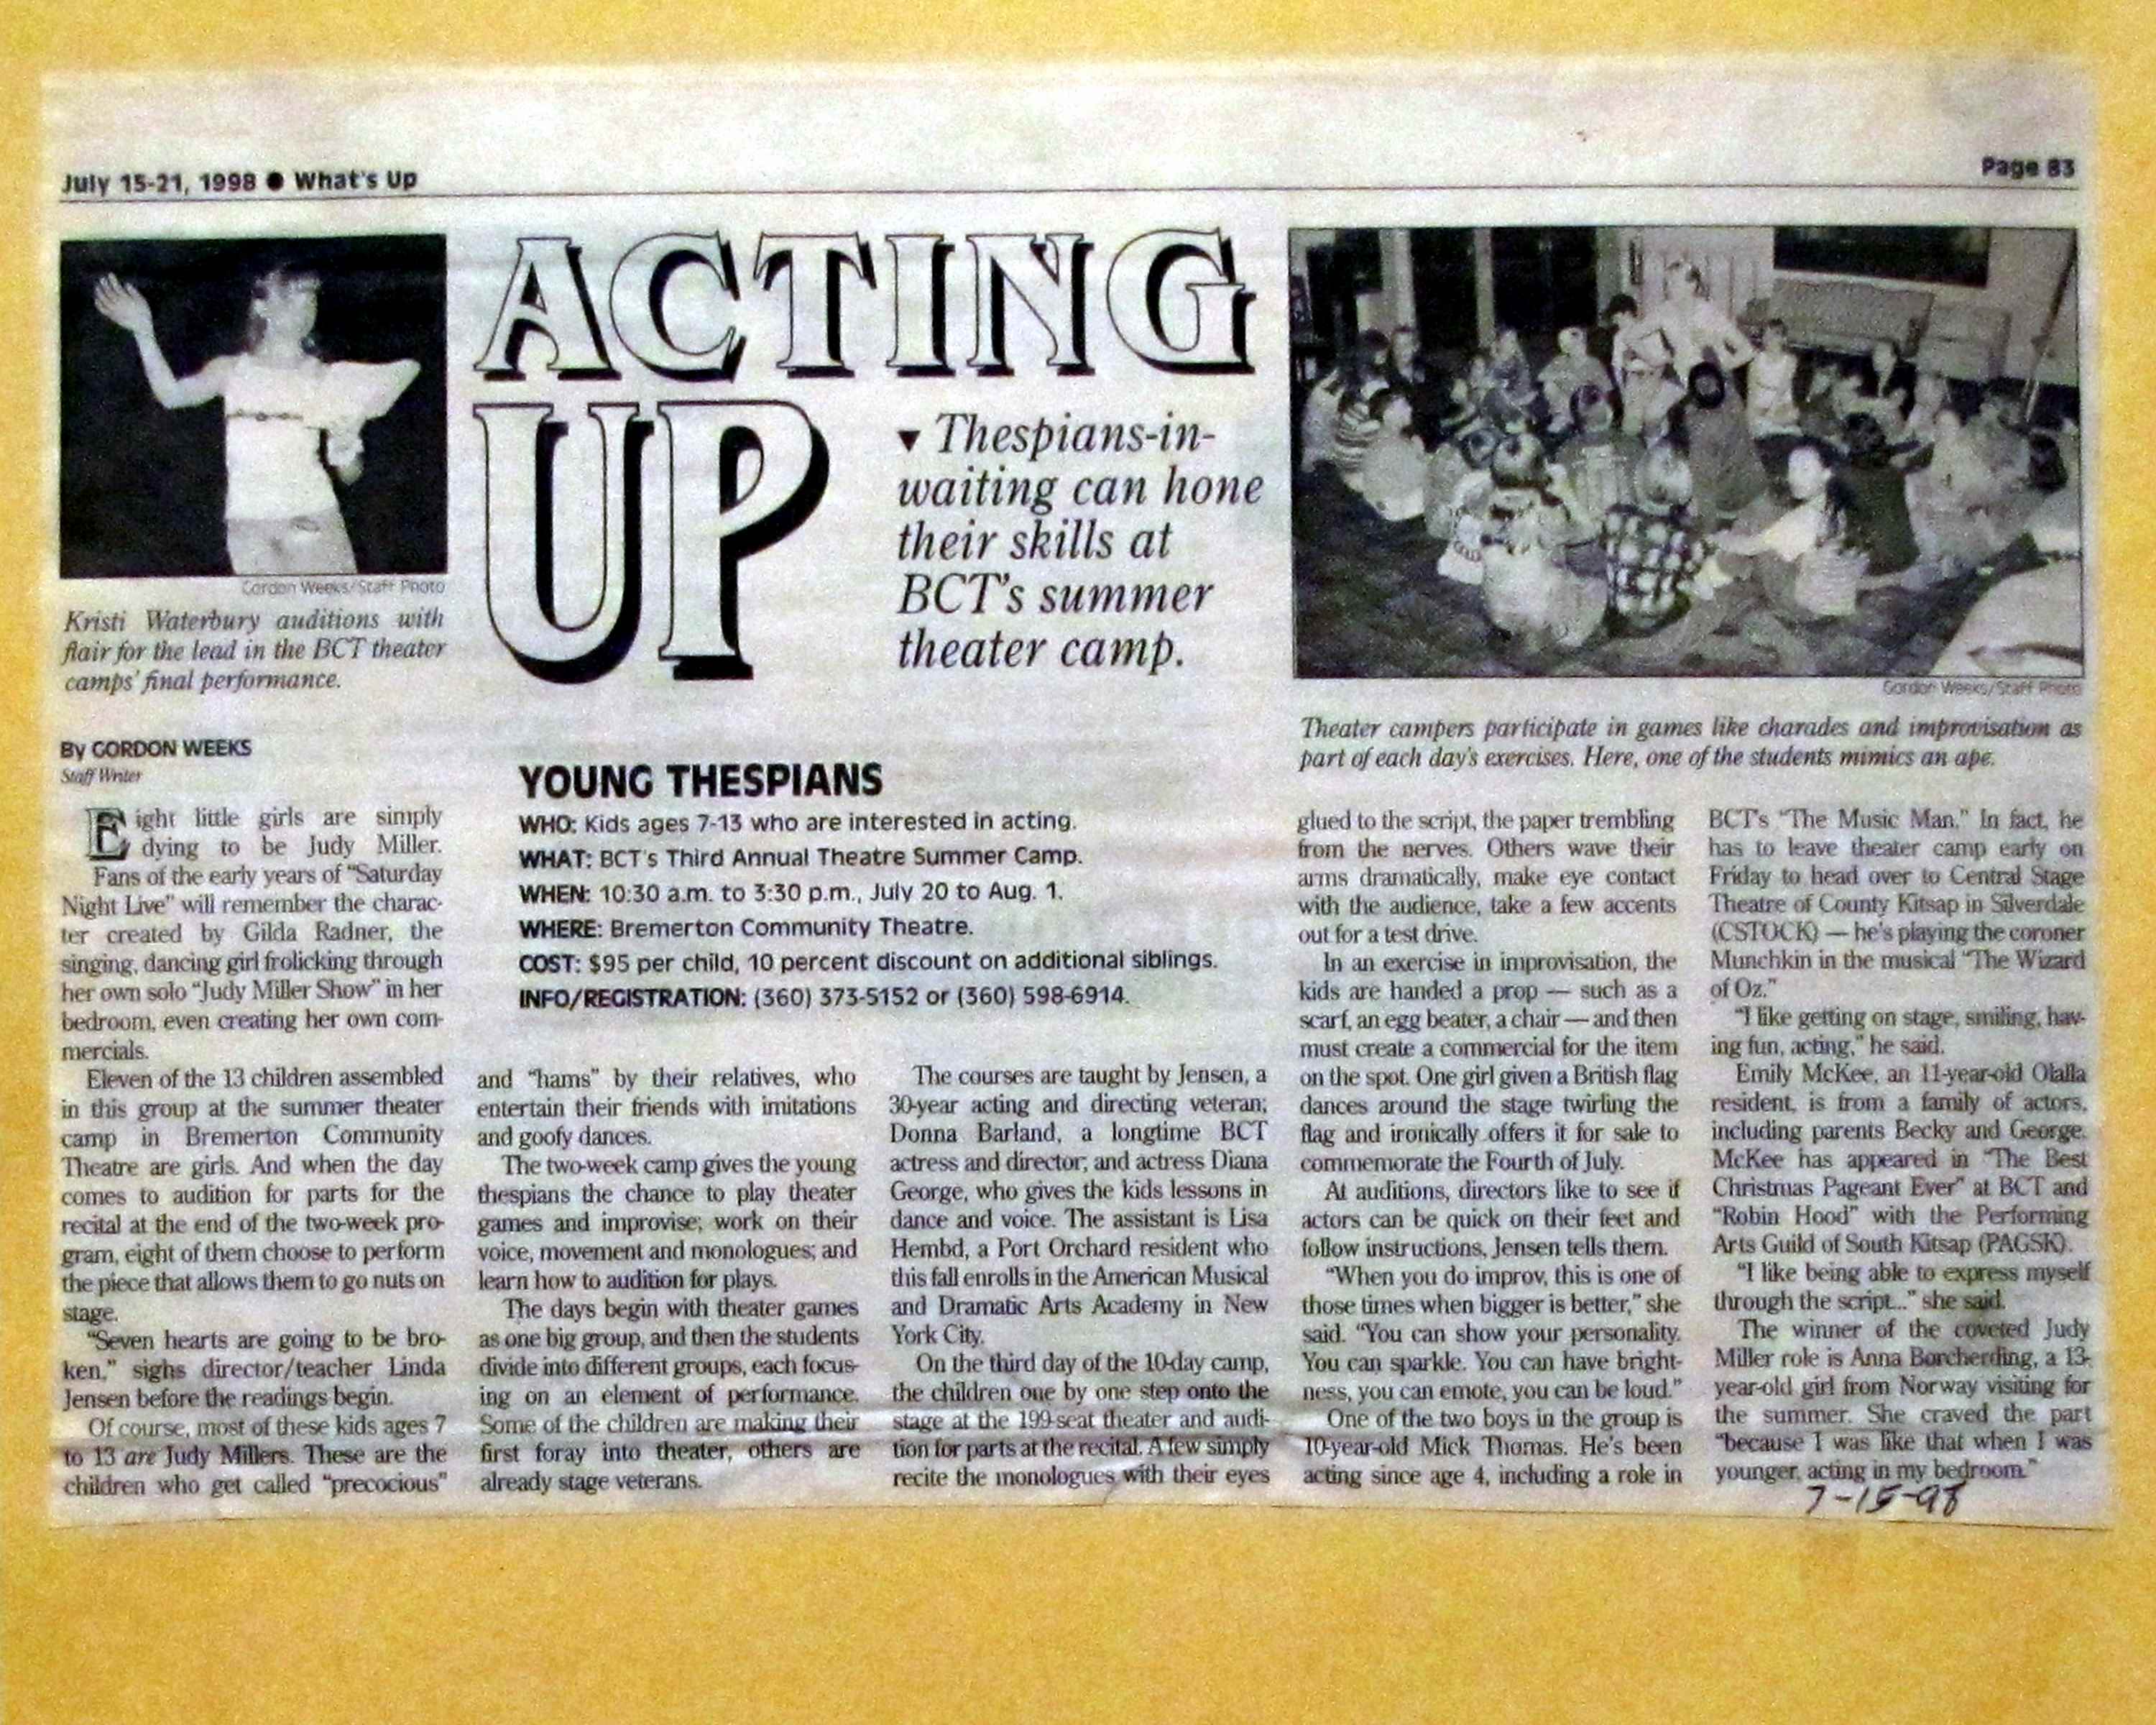 July 15-21, 1998 ● What's Up
Page 83
ACTING
UP
▼ Thespians-in-
waiting can hone
their skills at
BCT's summer
theater camp.
Gordon Weeks/Staff Photo
Kristi Waterbury auditions with
flair for the lead in the BCT theater
camps' final performance.
Gordon Weeks/Staff Photo
Theater campers participate in games like charades and improvisation as
part of each day's exercises. Here, one of the students mimics an ape.
By GORDON WEEKS
Staff Writer
Eight little girls are simply
dying to be Judy Miller.
Fans of the early years of "Saturday
Night Live" will remember the charac-
ter created by Gilda Radner, the
singing, dancing girl frolicking through
her own solo "Judy Miller Show" in her
bedroom, even creating her own com-
mercials.
Eleven of the 13 children assembled
in this group at the summer theater
camp in Bremerton Community
Theatre are girls. And when the day
comes to audition for parts for the
recital at the end of the two-week pro-
gram, eight of them choose to perform
the piece that allows them to go nuts on
stage.
"Seven hearts are going to be bro-
ken," sighs director/teacher Linda
Jensen before the readings begin.
Of course, most of these kids ages 7
to 13 are Judy Millers. These are the
children who get called "precocious"
YOUNG THESPIANS
WHO: Kids ages 7-13 who are interested in acting.
WHAT: BCT's Third Annual Theatre Summer Camp.
WHEN: 10:30 a.m. to 3:30 p.m., July 20 to Aug. 1.
WHERE: Bremerton Community Theatre.
COST: $95 per child, 10 percent discount on additional siblings.
INFO/REGISTRATION: (360) 373-5152 or (360) 598-6914.
and "hams" by their relatives, who
entertain their friends with imitations
and goofy dances.
The two-week camp gives the young
thespians the chance to play theater
games and improvise; work on their
voice, movement and monologues; and
learn how to audition for plays.
The days begin with theater games
as one big group, and then the students
divide into different groups, each focus-
ing on an element of performance.
Some of the children are making their
first foray into theater, others are
already stage veterans.
The courses are taught by Jensen, a
30-year acting and directing veteran;
Donna Barland, a longtime BCT
actress and director; and actress Diana
George, who gives the kids lessons in
dance and voice. The assistant is Lisa
Hembd, a Port Orchard resident who
this fall enrolls in the American Musical
and Dramatic Arts Academy in New
York City.
On the third day of the 10-day camp,
the children one by one step onto the
stage at the 199-seat theater and audi-
tion for parts at the recital. A few simply
recite the monologues with their eyes
glued to the script, the paper trembling
from the nerves. Others wave their
arms dramatically, make eye contact
with the audience, take a few accents
out for a test drive.
In an exercise in improvisation, the
kids are handed a prop — such as a
scarf, an egg beater, a chair — and then
must create a commercial for the item
on the spot. One girl given a British flag
dances around the stage twirling the
flag and ironically offers it for sale to
commemorate the Fourth of July.
At auditions, directors like to see if
actors can be quick on their feet and
follow instructions, Jensen tells them.
"When you do improv, this is one of
those times when bigger is better," she
said. "You can show your personality.
You can sparkle. You can have bright-
ness, you can emote, you can be loud."
One of the two boys in the group is
10-year-old Mick Thomas. He's been
acting since age 4, including a role in
BCT's "The Music Man." In fact, he
has to leave theater camp early on
Friday to head over to Central Stage
Theatre of County Kitsap in Silverdale
(CSTOCK) — he's playing the coroner
Munchkin in the musical "The Wizard
of Oz."
"I like getting on stage, smiling, hav-
ing fun, acting," he said.
Emily McKee, an 11-year-old Olalla
resident, is from a family of actors,
including parents Becky and George.
McKee has appeared in "The Best
Christmas Pageant Ever" at BCT and
"Robin Hood" with the Performing
Arts Guild of South Kitsap (PAGSK).
"I like being able to express myself
through the script..." she said.
The winner of the coveted Judy
Miller role is Anna Borcherding, a 13-
year-old girl from Norway visiting for
the summer. She craved the part
"because I was like that when I was
younger, acting in my bedroom."
7-15-98